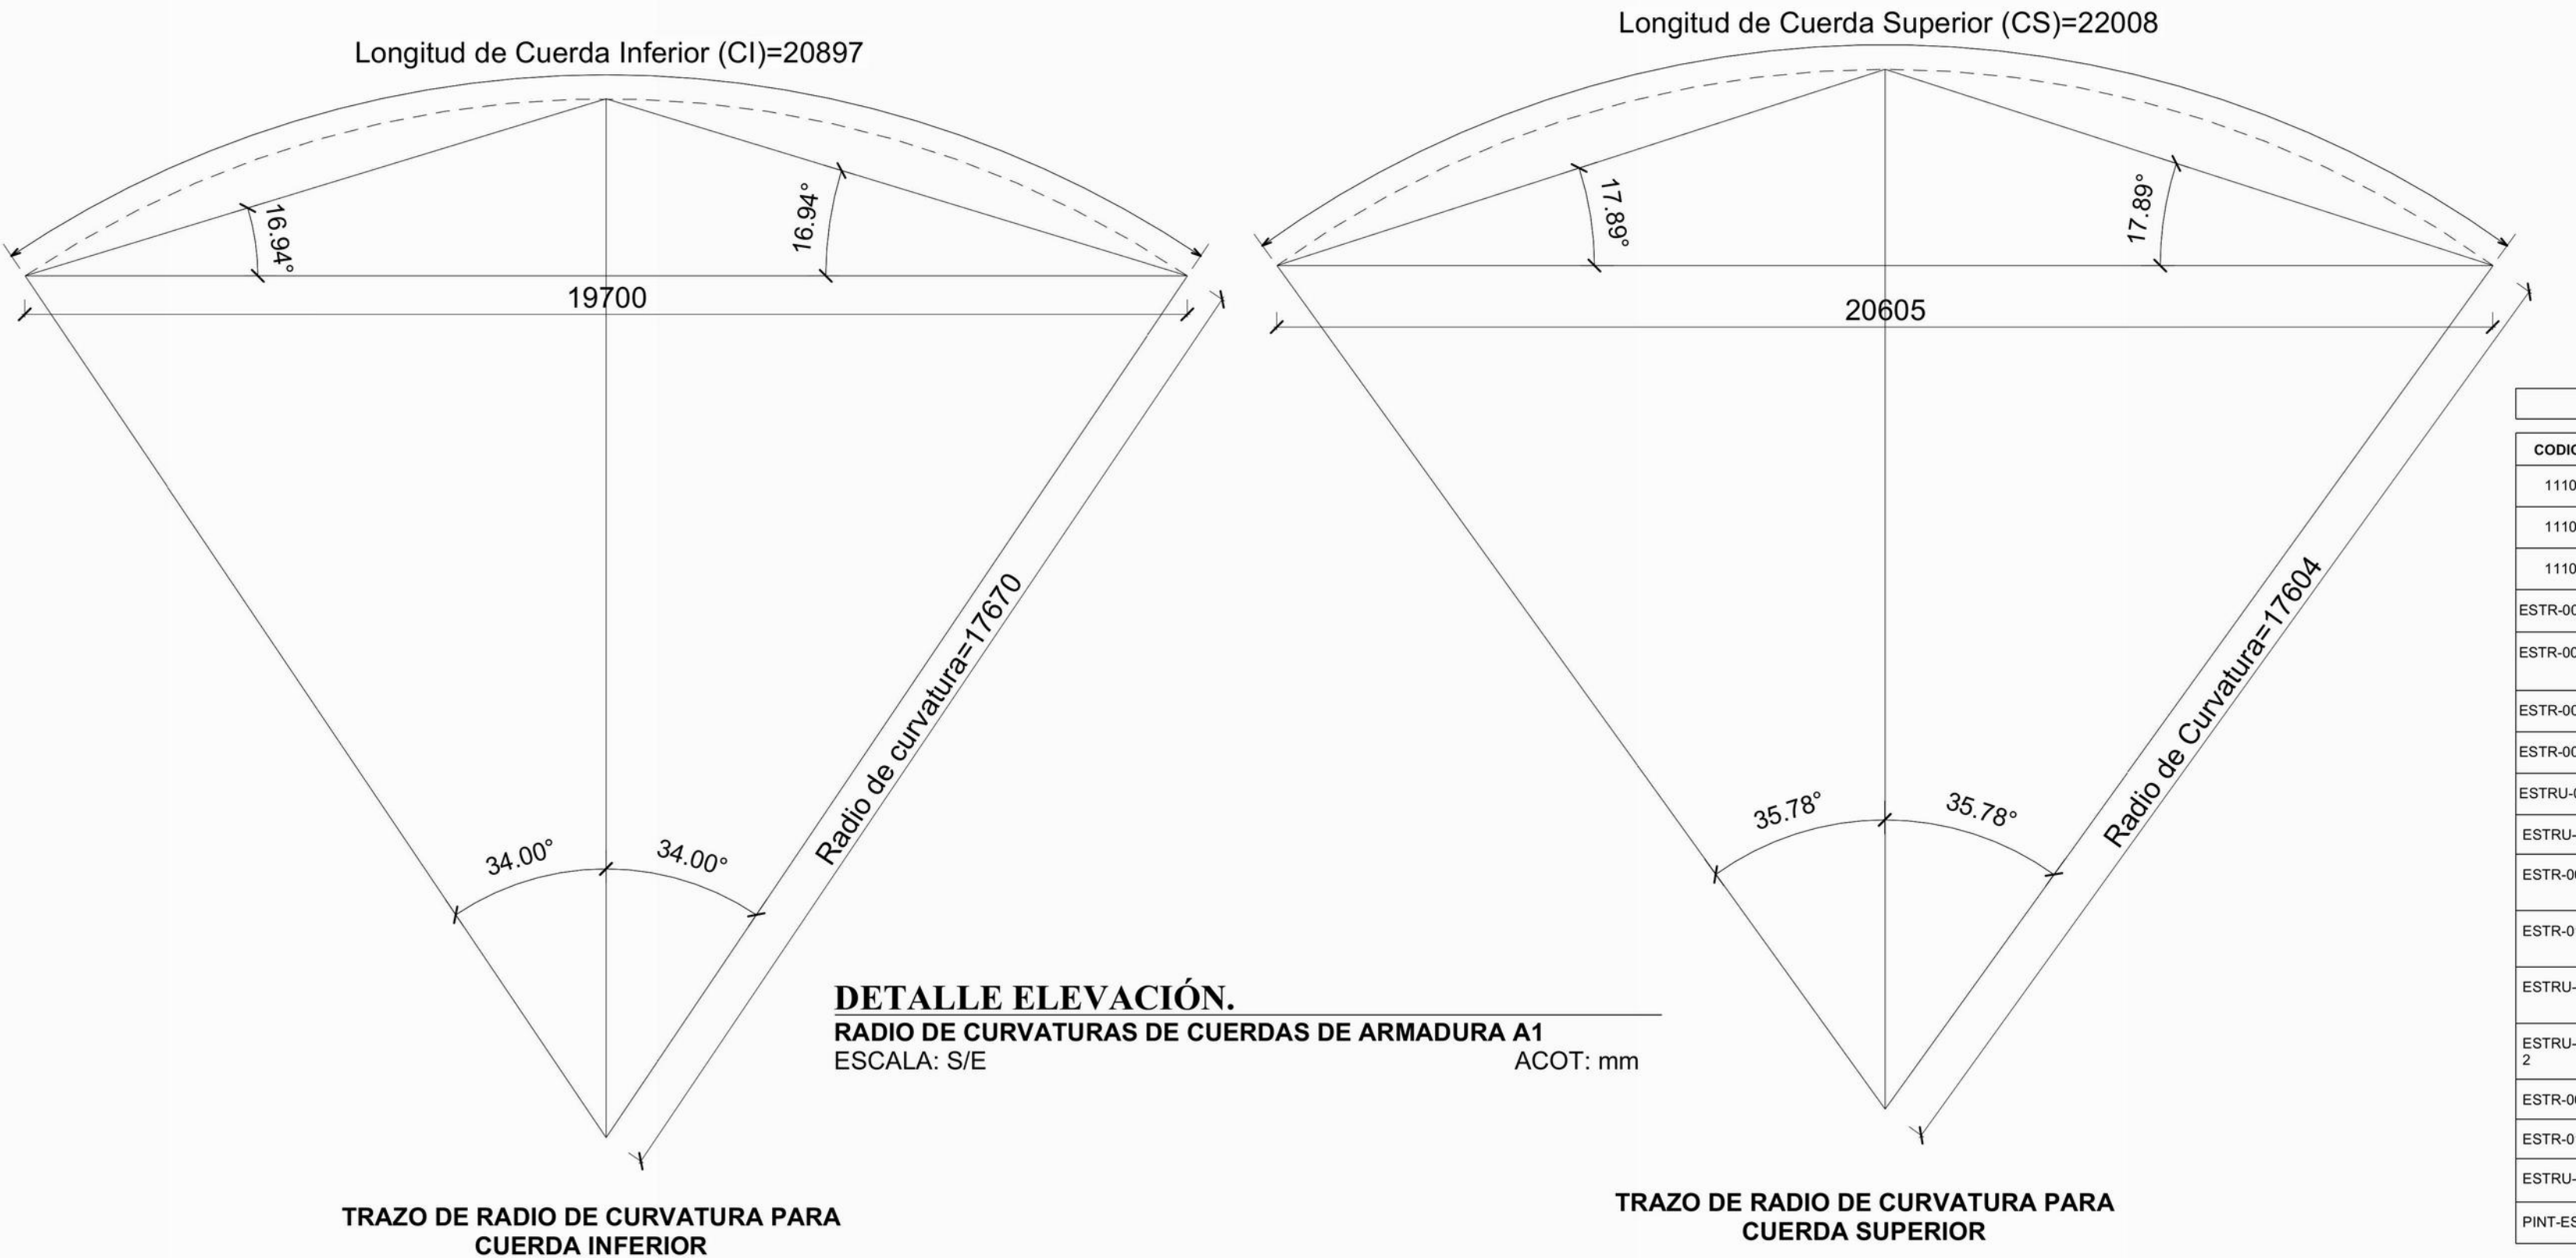 Longitud de Cuerda Inferior (CI)=20897
16.94°
16.94°
19700
Radio de curvatura=17670
34.00°
34.00°
TRAZO DE RADIO DE CURVATURA PARA
CUERDA INFERIOR
Longitud de Cuerda Superior (CS)=22008
17.89°
17.89°
20605
Radio de Curvatura=17604
35.78°
35.78°
TRAZO DE RADIO DE CURVATURA PARA
CUERDA SUPERIOR
DETALLE ELEVACIÓN.
RADIO DE CURVATURAS DE CUERDAS DE ARMADURA A1
ESCALA: S/E ACOT: mm
1110
1110
1110
ESTR-00
ESTR-00
ESTR-00
ESTR-00
ESTRU-0
ESTRU-
ESTR-00
ESTR-0
ESTRU-
ESTRU-
2
ESTR-00
ESTR-0
ESTRU-
PINT-ES